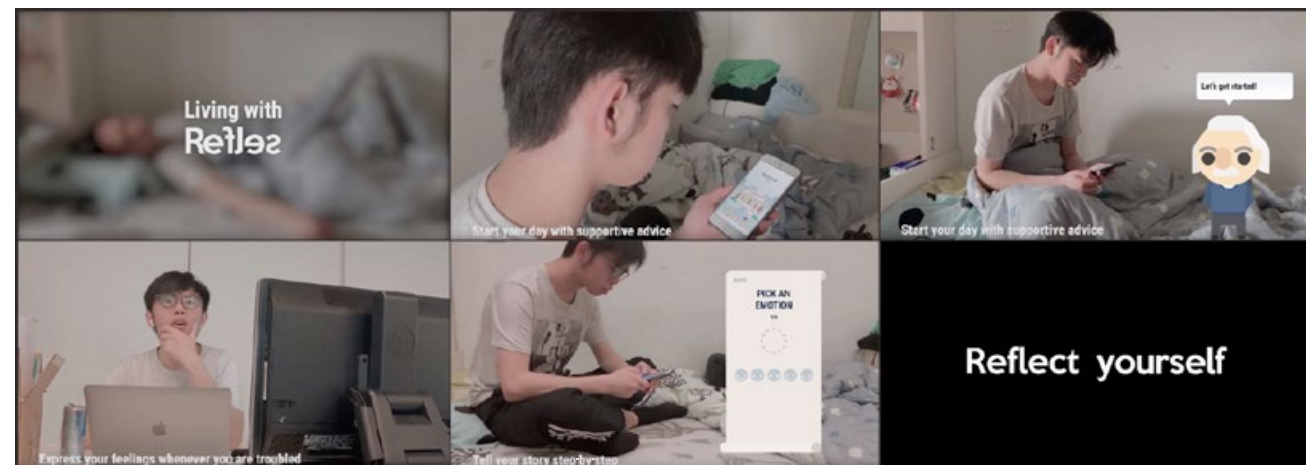 Living with
Refles
Start your day with supportive advice
Let's get started!
Start your day with supportive advice
Express your feelings whenever you are troubled
PICK AN
EMOTION
Tell your story step-by-step
Reflect yourself